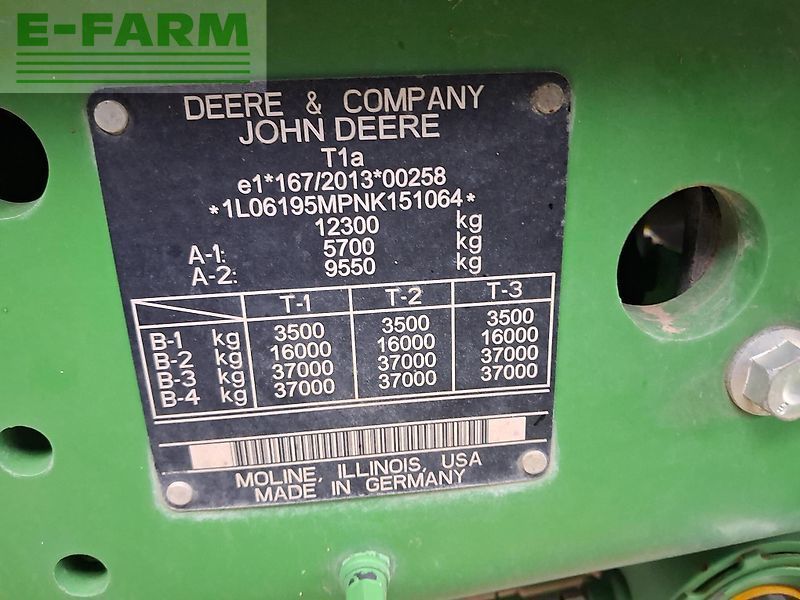 E-FARM
DEERE & COMPANY
JOHN DEERE
T1a
e1*167/2013*00258
*1L06195MPNK151064*
12300 kg
A-1: 5700 kg
A-2: 9550 kg
T-1 T-2 T-3
B-1 kg 3500 3500 3500
B-2 kg 16000 16000 16000
B-3 kg 37000 37000 37000
B-4 kg 37000 37000 37000
MOLINE, ILLINOIS, USA
MADE IN GERMANY